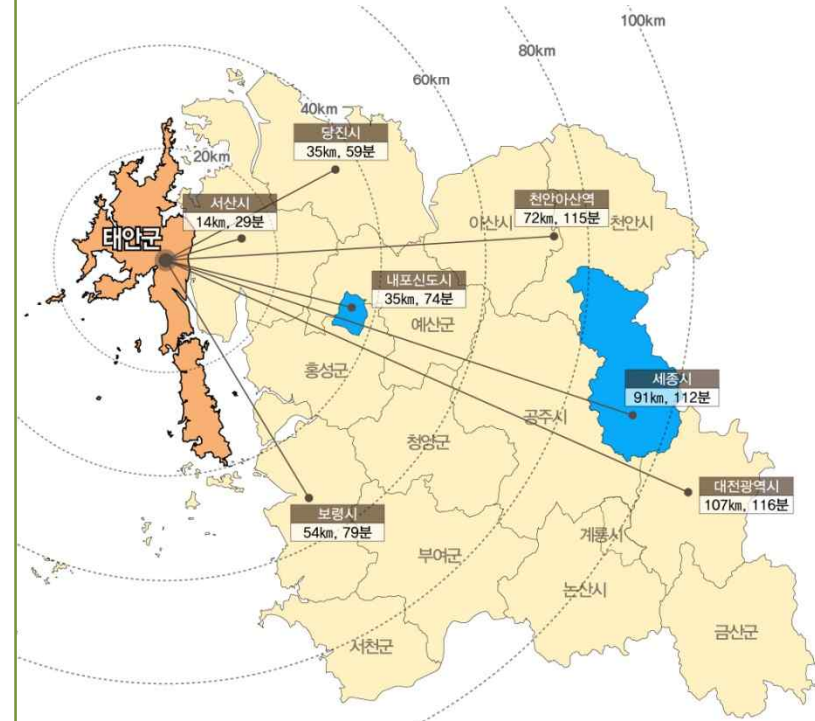 100km
80km
60km
40km
20km
당진시
35km, 59분
서산시
14km, 29분
태안군
천안아산역
72km, 115분
아산시
천안시
내포신도시
35km, 74분
예산군
홍성군
세종시
91km, 112분
공주시
청양군
대전광역시
107km, 116분
보령시
54km, 79분
계룡시
부여군
논산시
금산군
서천군